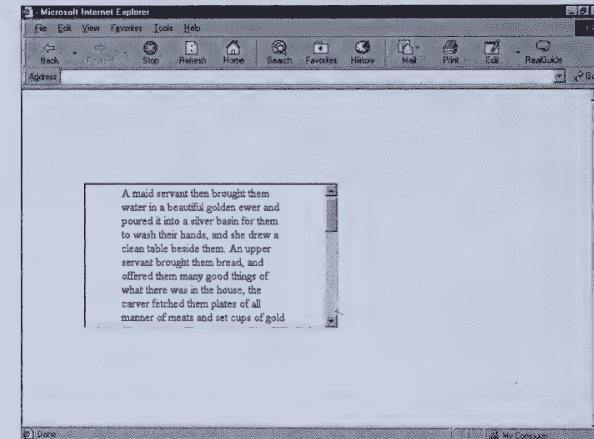 - Microsoft Internet Explorer
File Edit View Favorites Tools Help
Back Forward Stop Refresh Home Search Favorites History Mail Print Edit RealGuide
Address
A maid servant then brought them
water in a beautiful golden ewer and
poured it into a silver basin for them
to wash their hands, and she drew a
clean table beside them. An upper
servant brought them bread, and
offered them many good things of
what there was in the house, the
carver fetched them plates of all
manner of meats and set cups of gold
Done My Computer